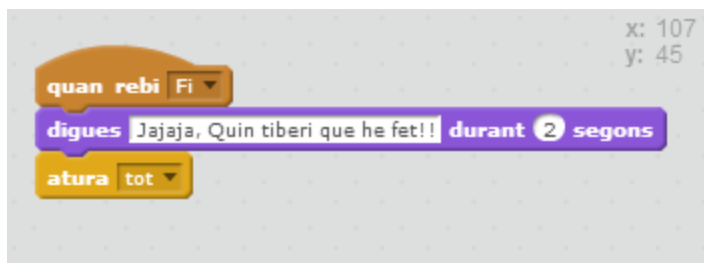 x: 107
y: 45
quan rebi Fi
digues Jajaja, Quin tiberi que he fet!! durant 2 segons
atura tot